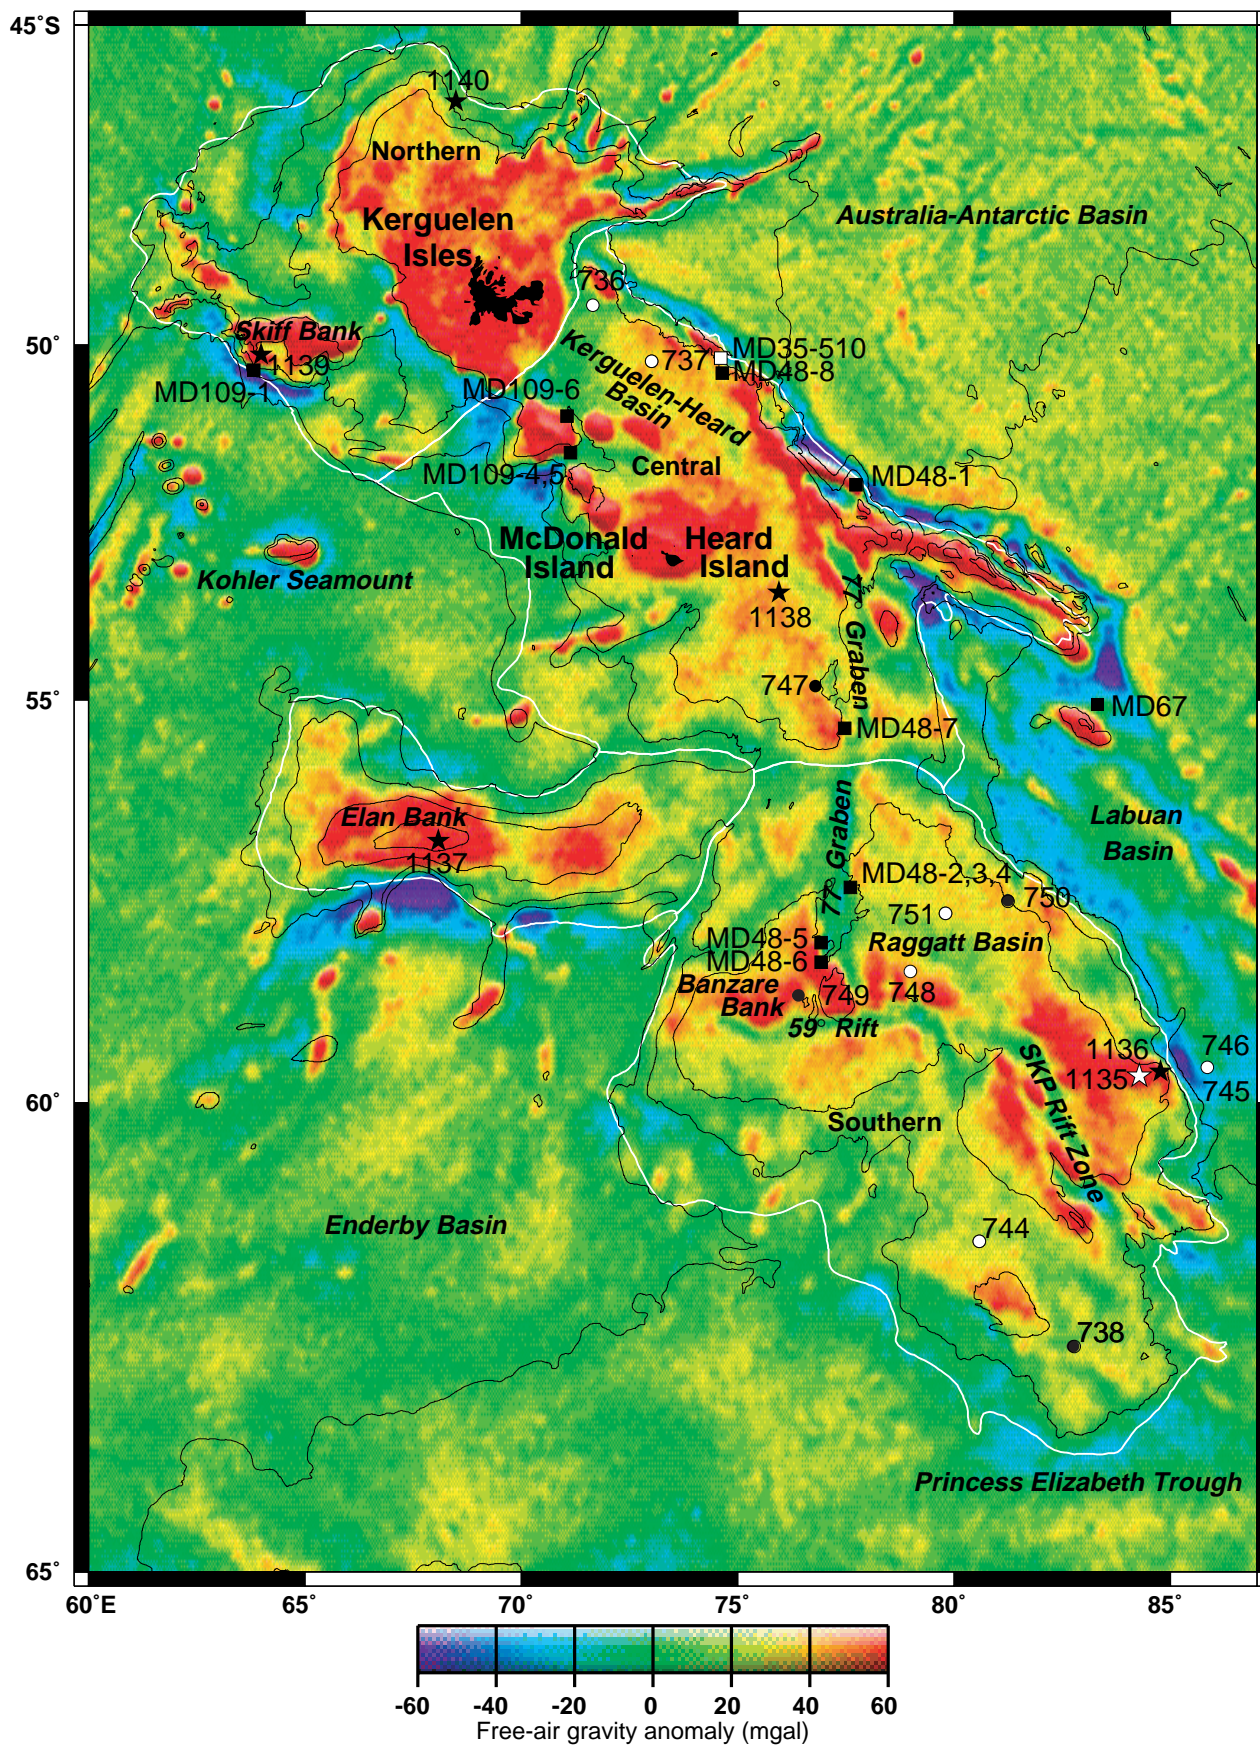 45°S
1140
Northern
Kerguelen
Isles
Australia-Antarctic Basin
736
Skiff Bank
1139
MD109-1
50°
Kerguelen-Heard
Basin
737
MD35-510
MD48-8
MD109-6
MD109-4,5
Central
MD48-1
McDonald
Island
Heard
Island
Kohler Seamount
1138
77° Graben
747
MD48-7
MD67
55°
Elan Bank
1137
Labuan
Basin
77° Graben
MD48-2,3,4
751
750
MD48-5
MD48-6
Raggatt Basin
Banzare
Bank
749
748
59° Rift
SKP Rift Zone
1136
1135
746
745
60°
Southern
Enderby Basin
744
738
Princess Elizabeth Trough
65°
60°E
65°
70°
75°
80°
85°
-60
-40
-20
0
20
40
60
Free-air gravity anomaly (mgal)